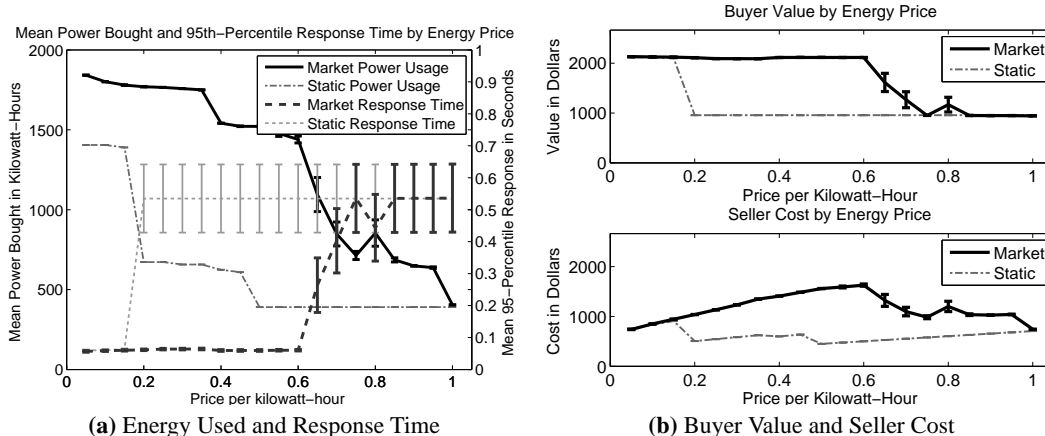 Mean Power Bought and 95th−Percentile Response Time by Energy Price
2000
1500
1000
500
0
Mean Power Bought in Kilowatt−Hours
1
0.9
0.8
0.7
0.6
0.5
0.4
0.3
0.2
0.1
0
Mean 95−Percentile Response in Seconds
Market Power Usage
Static Power Usage
Market Response Time
Static Response Time
0 0.2 0.4 0.6 0.8 1
Price per kilowatt−hour
(a) Energy Used and Response Time
Buyer Value by Energy Price
2000
1000
0
Value in Dollars
Market
Static
0 0.2 0.4 0.6 0.8 1
Price per Kilowatt−Hour
Seller Cost by Energy Price
2000
1000
0
Cost in Dollars
Market
Static
0 0.2 0.4 0.6 0.8 1
Price per Kilowatt−Hour
(b) Buyer Value and Seller Cost